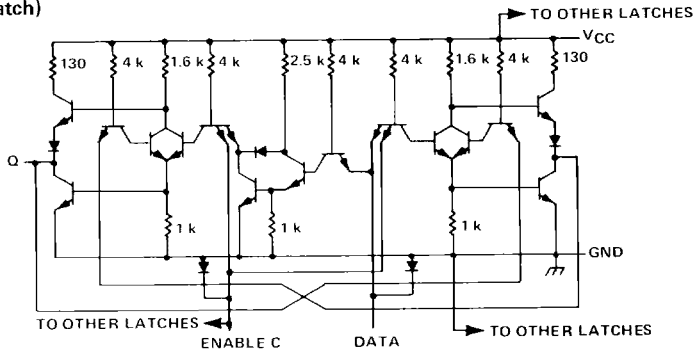 atch)
TO OTHER LATCHES
VCC
130 4 k 1.6 k 4 k 2.5 k 4 k 4 k 1.6 k 4 k 130
Q
1 k 1 k 1 k
GND
TO OTHER LATCHES TO OTHER LATCHES
ENABLE C DATA